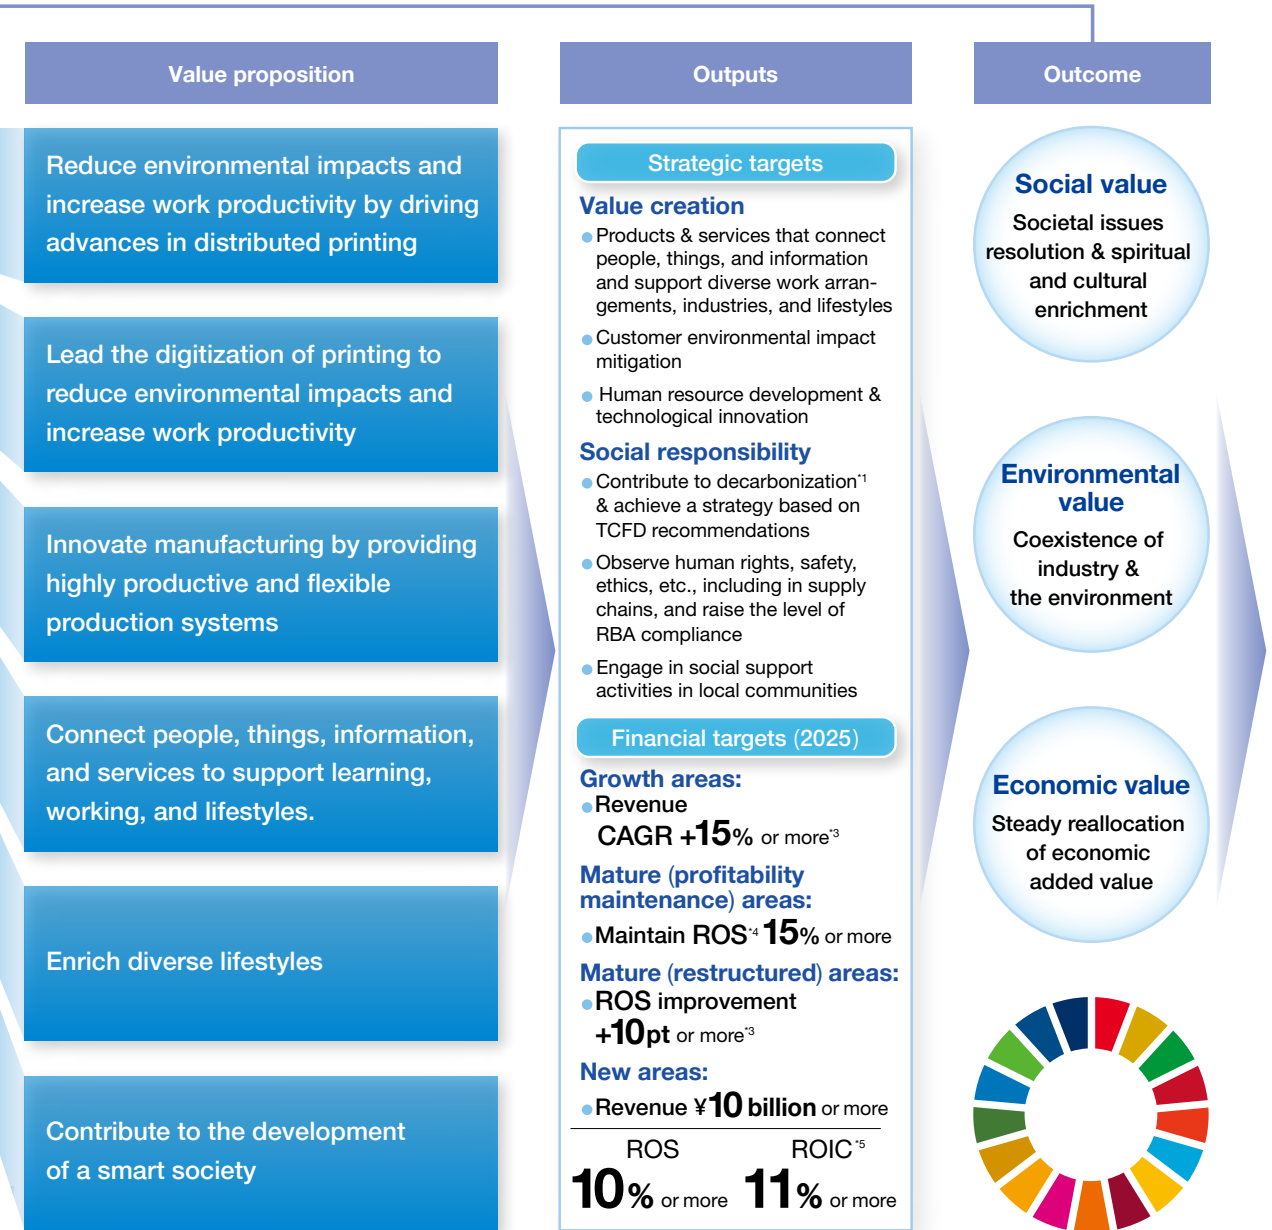 Value proposition
Reduce environmental impacts and
increase work productivity by driving
advances in distributed printing
Lead the digitization of printing to
reduce environmental impacts and
increase work productivity
Innovate manufacturing by providing
highly productive and flexible
production systems
Connect people, things, information,
and services to support learning,
working, and lifestyles.
Enrich diverse lifestyles
Contribute to the development
of a smart society
Outputs
Strategic targets
Value creation
Products & services that connect
people, things, and information
and support diverse work arran-
gements, industries, and lifestyles
Customer environmental impact
mitigation
Human resource development &
technological innovation
Social responsibility
Contribute to decarbonization*1
& achieve a strategy based on
TCFD recommendations
Observe human rights, safety,
ethics, etc., including in supply
chains, and raise the level of
RBA compliance
Engage in social support
activities in local communities
Financial targets (2025)
Growth areas:
Revenue
CAGR +15% or more*3
Mature (profitability
maintenance) areas:
Maintain ROS*4 15% or more
Mature (restructured) areas:
ROS improvement
+10pt or more*3
New areas:
Revenue ¥10 billion or more
ROS
10% or more
ROIC*5
11% or more
Outcome
Social value
Societal issues
resolution & spiritual
and cultural
enrichment
Environmental
value
Coexistence of
industry &
the environment
Economic value
Steady reallocation
of economic
added value